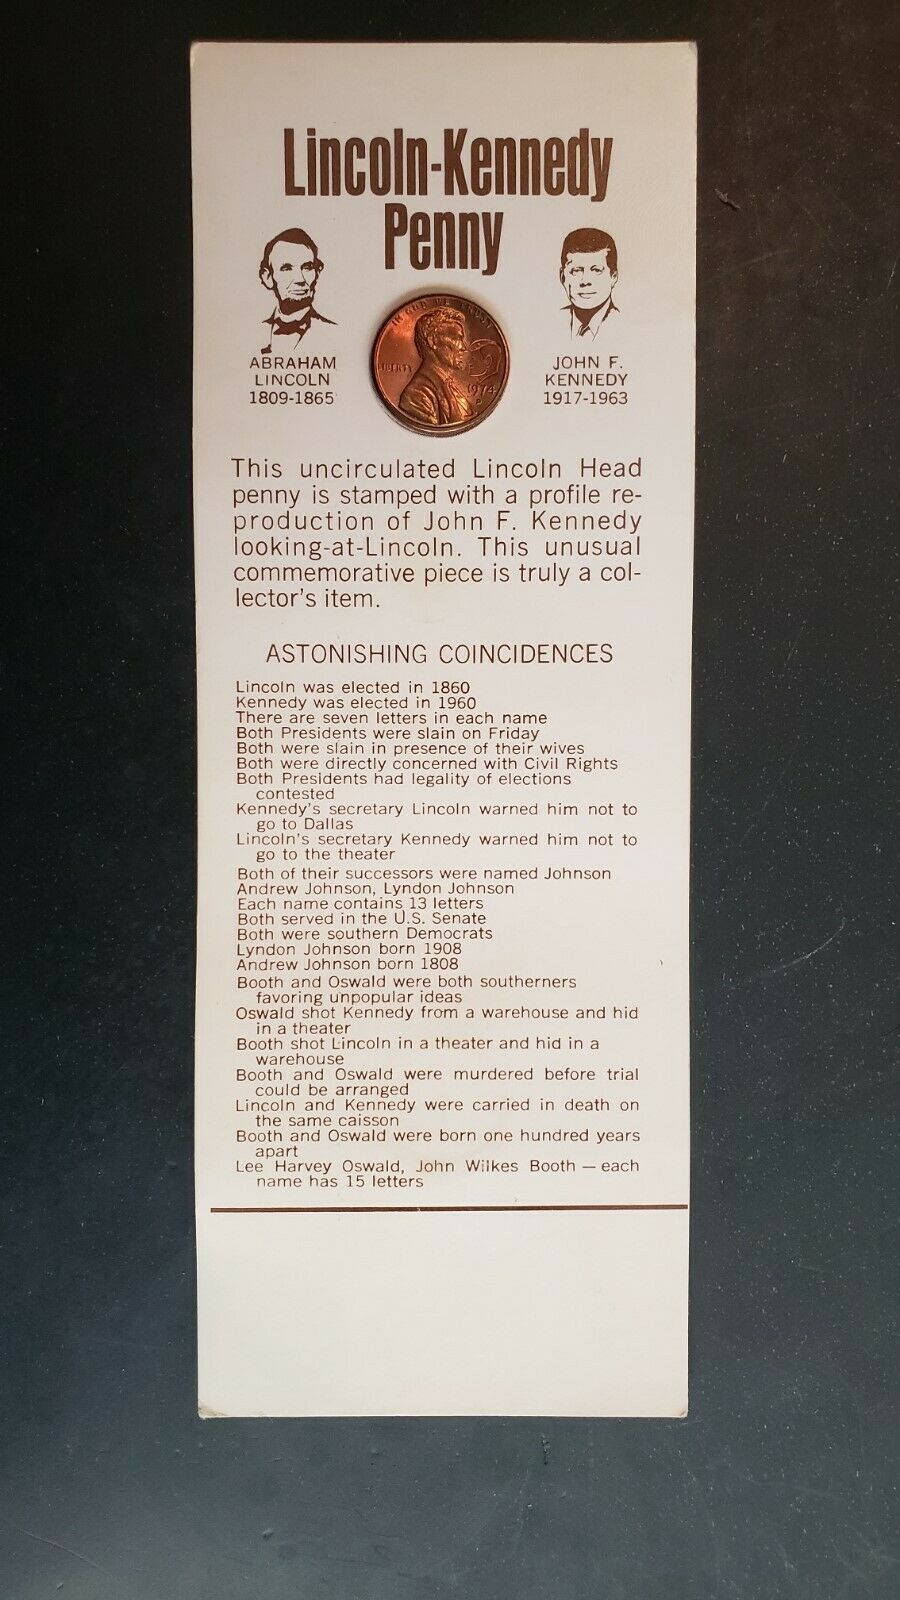 Lincoln-Kennedy
Penny
ABRAHAM
LINCOLN
1809-1865
IN GOD WE TRUST
LIBERTY
1974
D
JOHN F.
KENNEDY
1917-1963
This uncirculated Lincoln Head
penny is stamped with a profile re-
production of John F. Kennedy
looking-at-Lincoln. This unusual
commemorative piece is truly a col-
lector's item.
ASTONISHING COINCIDENCES
Lincoln was elected in 1860
Kennedy was elected in 1960
There are seven letters in each name
Both Presidents were slain on Friday
Both were slain in presence of their wives
Both were directly concerned with Civil Rights
Both Presidents had legality of elections
contested
Kennedy's secretary Lincoln warned him not to
go to Dallas
Lincoln's secretary Kennedy warned him not to
go to the theater
Both of their successors were named Johnson
Andrew Johnson, Lyndon Johnson
Each name contains 13 letters
Both served in the U.S. Senate
Both were southern Democrats
Lyndon Johnson born 1908
Andrew Johnson born 1808
Booth and Oswald were both southerners
favoring unpopular ideas
Oswald shot Kennedy from a warehouse and hid
in a theater
Booth shot Lincoln in a theater and hid in a
warehouse
Booth and Oswald were murdered before trial
could be arranged
Lincoln and Kennedy were carried in death on
the same caisson
Booth and Oswald were born one hundred years
apart
Lee Harvey Oswald, John Wilkes Booth — each
name has 15 letters